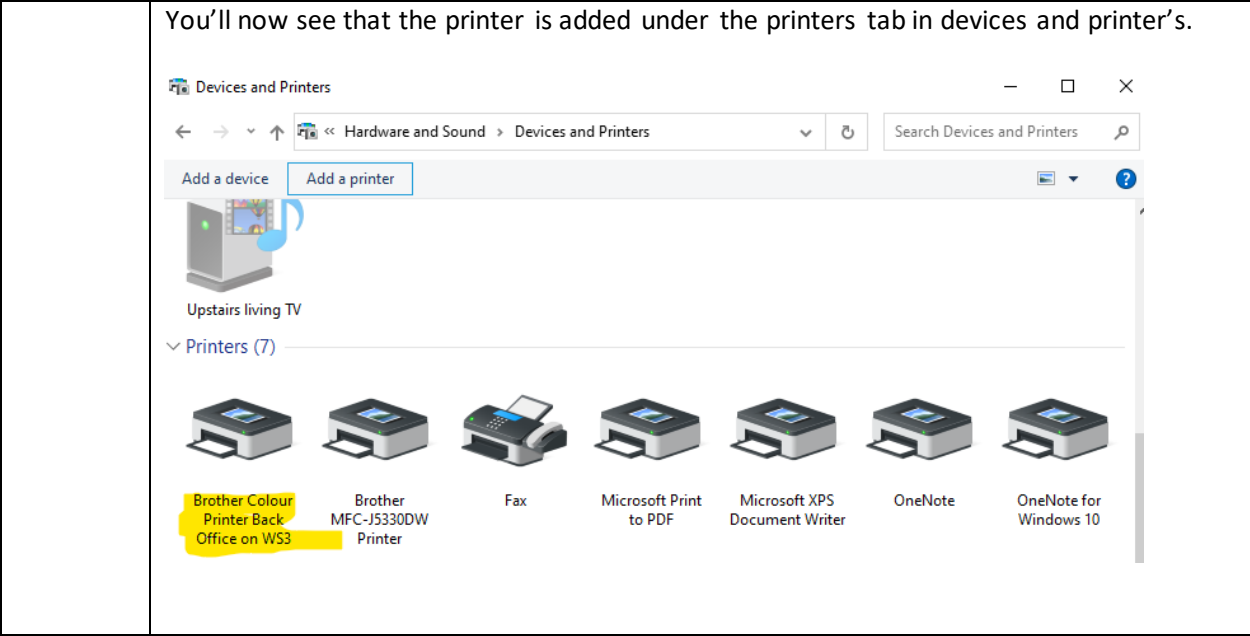 You’ll now see that the printer is added under the printers tab in devices and printer’s.
Devices and Printers
« Hardware and Sound > Devices and Printers
Search Devices and Printers
Add a device
Add a printer
?
Upstairs living TV
Printers (7)
Brother Colour
Printer Back
Office on WS3
Brother
MFC-J5330DW
Printer
Fax
Microsoft Print
to PDF
Microsoft XPS
Document Writer
OneNote
OneNote for
Windows 10